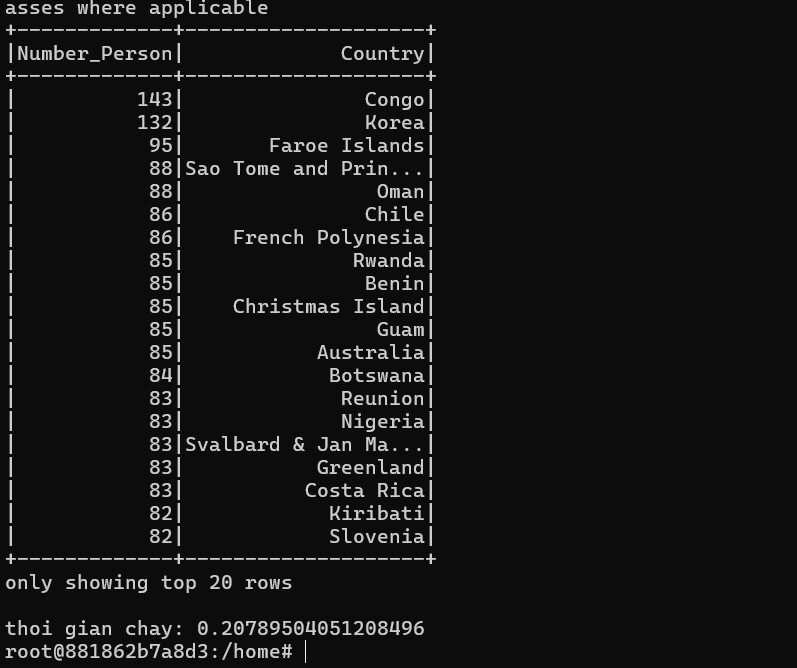 asses where applicable
+-------------+--------------------+
|Number_Person|             Country|
+-------------+--------------------+
|          143|               Congo|
|          132|               Korea|
|           95|       Faroe Islands|
|           88|Sao Tome and Prin...|
|           88|                Oman|
|           86|               Chile|
|           86|    French Polynesia|
|           85|              Rwanda|
|           85|               Benin|
|           85|    Christmas Island|
|           85|                Guam|
|           85|           Australia|
|           84|            Botswana|
|           83|             Reunion|
|           83|             Nigeria|
|           83|Svalbard & Jan Ma...|
|           83|           Greenland|
|           83|          Costa Rica|
|           82|            Kiribati|
|           82|            Slovenia|
+-------------+--------------------+
only showing top 20 rows
thoi gian chay: 0.20789504051208496
root@881862b7a8d3:/home#